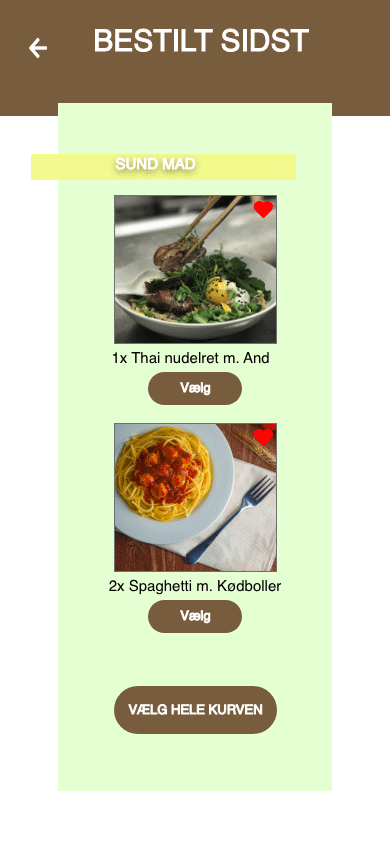 BESTILT SIDST
SUND MAD
1x Thai nudelret m. And
Vælg
2x Spaghetti m. Kødboller
Vælg
VÆLG HELE KURVEN